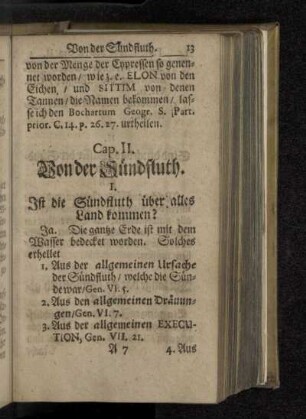 Von der Sündfluth. 13
von der Menge der Cypressen so genen-
net worden/ wie z. e. ELON von den
Eichen / und SITTIM von denen
Tannen/ die Namen bekommen/ las-
se ich den Bochartum Geogr. S. Part.
prior. C. 14. p. 26. 27. urtheilen.
Cap. II.
Von der Sündfluth.
I.
Ist die Sündfluth über alles
Land kommen?
Ja. Die gantze Erde ist mit dem
Wasser bedecket worden. Solches
erhellet
1. Aus der allgemeinen Ursache
der Sündfluth/ welche die Sün-
de war/ Gen. VI. 5.
2. Aus den allgemeinen Dräuun-
gen/ Gen. VI. 7.
3. Aus der allgemeinen EXECU-
TION, Gen. VII. 21.
A 7 4. Aus